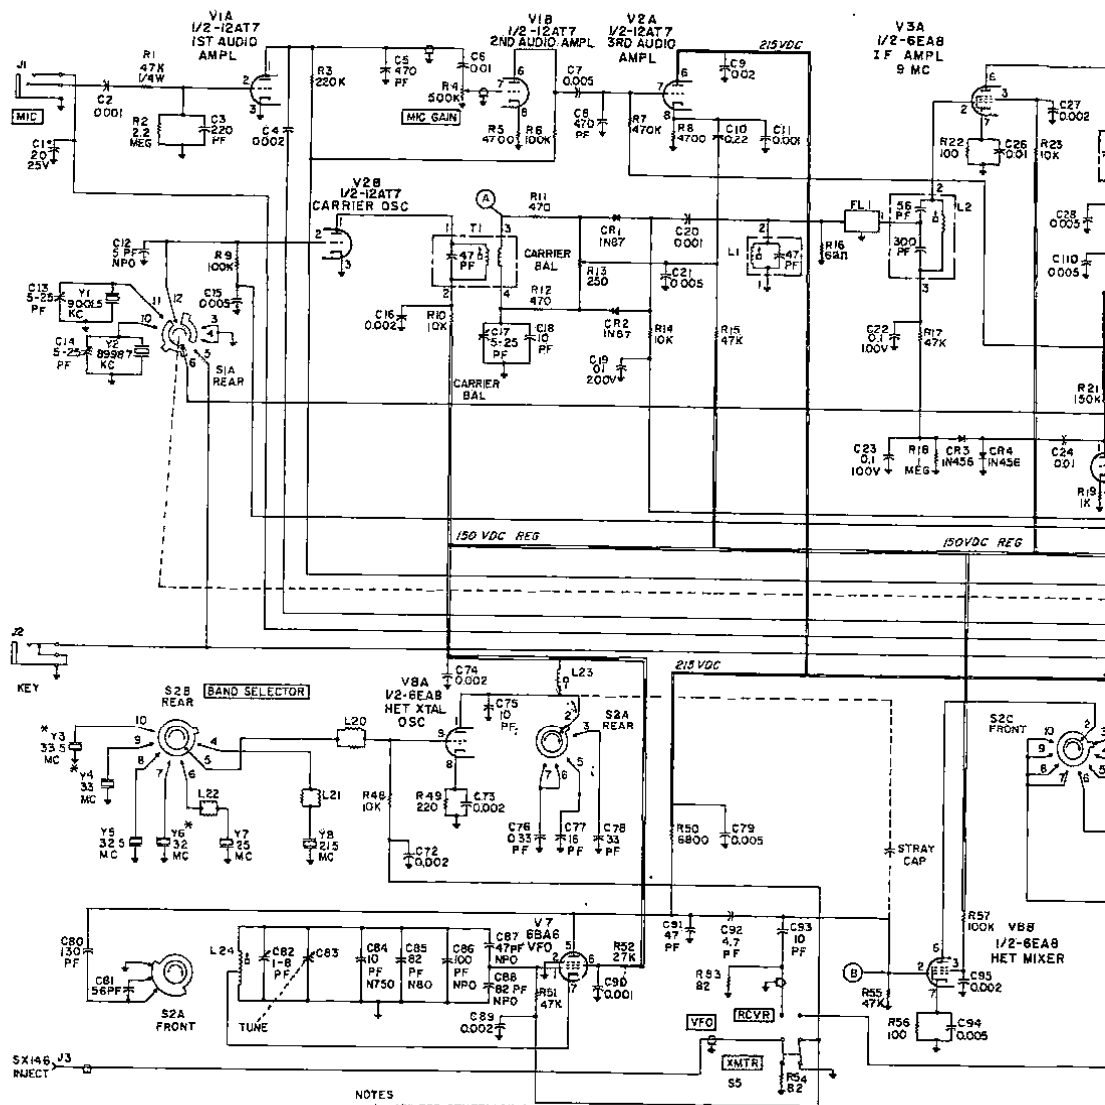 V1A
1/2-12AT7
1ST AUDIO
AMPL
V1B
1/2-12AT7
2ND AUDIO AMPL
V2A
1/2-12AT7
3RD AUDIO
AMPL
215VDC
V3A
1/2-6EA8
I F AMPL
9 MC
J1
MIC
R1
47K
1/4W
C2
0.001
R2
2.2
MEG
C3
220
PF
C1*
20
25V
C4
0.002
R3
220K
C5
470
PF
C6
0.01
R4
500K
MIC GAIN
R5
4700
R6
100K
C7
0.005
C8
470
PF
R7
470K
R8
4700
C9
0.02
C10
0.22
C11
0.001
R22
100
C26
0.01
R23
10K
C27
0.002
V2B
1/2-12AT7
CARRIER OSC
C12
5 PF
NPO
R9
100K
C13
5-25
PF
Y1
9001.5
KC
C14
5-25
PF
Y2
8998.7
KC
C15
0.005
S1A
REAR
A
T1
47
PF
CARRIER
BAL
R11
470
R12
470
CR1
1N87
CR2
1N87
R13
250
C16
0.002
R10
10K
C17
5-25
PF
C18
10
PF
CARRIER
BAL
C19
0.1
200V
C20
0.001
C21
0.005
R14
10K
R15
47K
L1
47
PF
R16
FL1
56
PF
300
PF
L2
C22
0.1
100V
R17
47K
C28
0.005
C110
0.005
R21
150K
C23
0.1
100V
R18
1
MEG
CR3
1N456
CR4
1N456
C24
0.01
R19
1K
150 VDC REG
150VDC REG
J2
KEY
S2B
REAR
BAND SELECTOR
V8A
1/2-6EA8
HET XTAL
OSC
C74
0.002
C75
10
PF
L23
215 VDC
S2A
REAR
S2C
FRONT
* Y3
33.5
MC
*
Y4
33
MC
Y5
32.5
MC
Y6
32
MC
*
L22
Y7
25
MC
L20
L21
Y8
21.5
MC
R48
10K
R49
220
C73
0.002
C72
0.002
C76
0.33
PF
C77
16
PF
C78
33
PF
R50
6800
C79
0.005
STRAY
CAP
C80
130
PF
C81
56PF
S2A
FRONT
L24
C82
1-8
PF
C83
TUNE
C84
10
PF
N750
C85
82
PF
N80
C86
100
PF
NPO
C87
47PF
NPO
C88
82 PF
NPO
C89
0.002
V7
6BA6
VFO
R51
47K
R52
27K
C90
0.001
C91
47
PF
C92
4.7
PF
C93
10
PF
R83
82
RCVR
VFO
XMTR
S5
R54
82
B
R55
47K
R56
100
C94
0.005
C95
0.002
R57
100K
V8B
1/2-6EA8
HET MIXER
SX146
INJECT
J3
NOTES